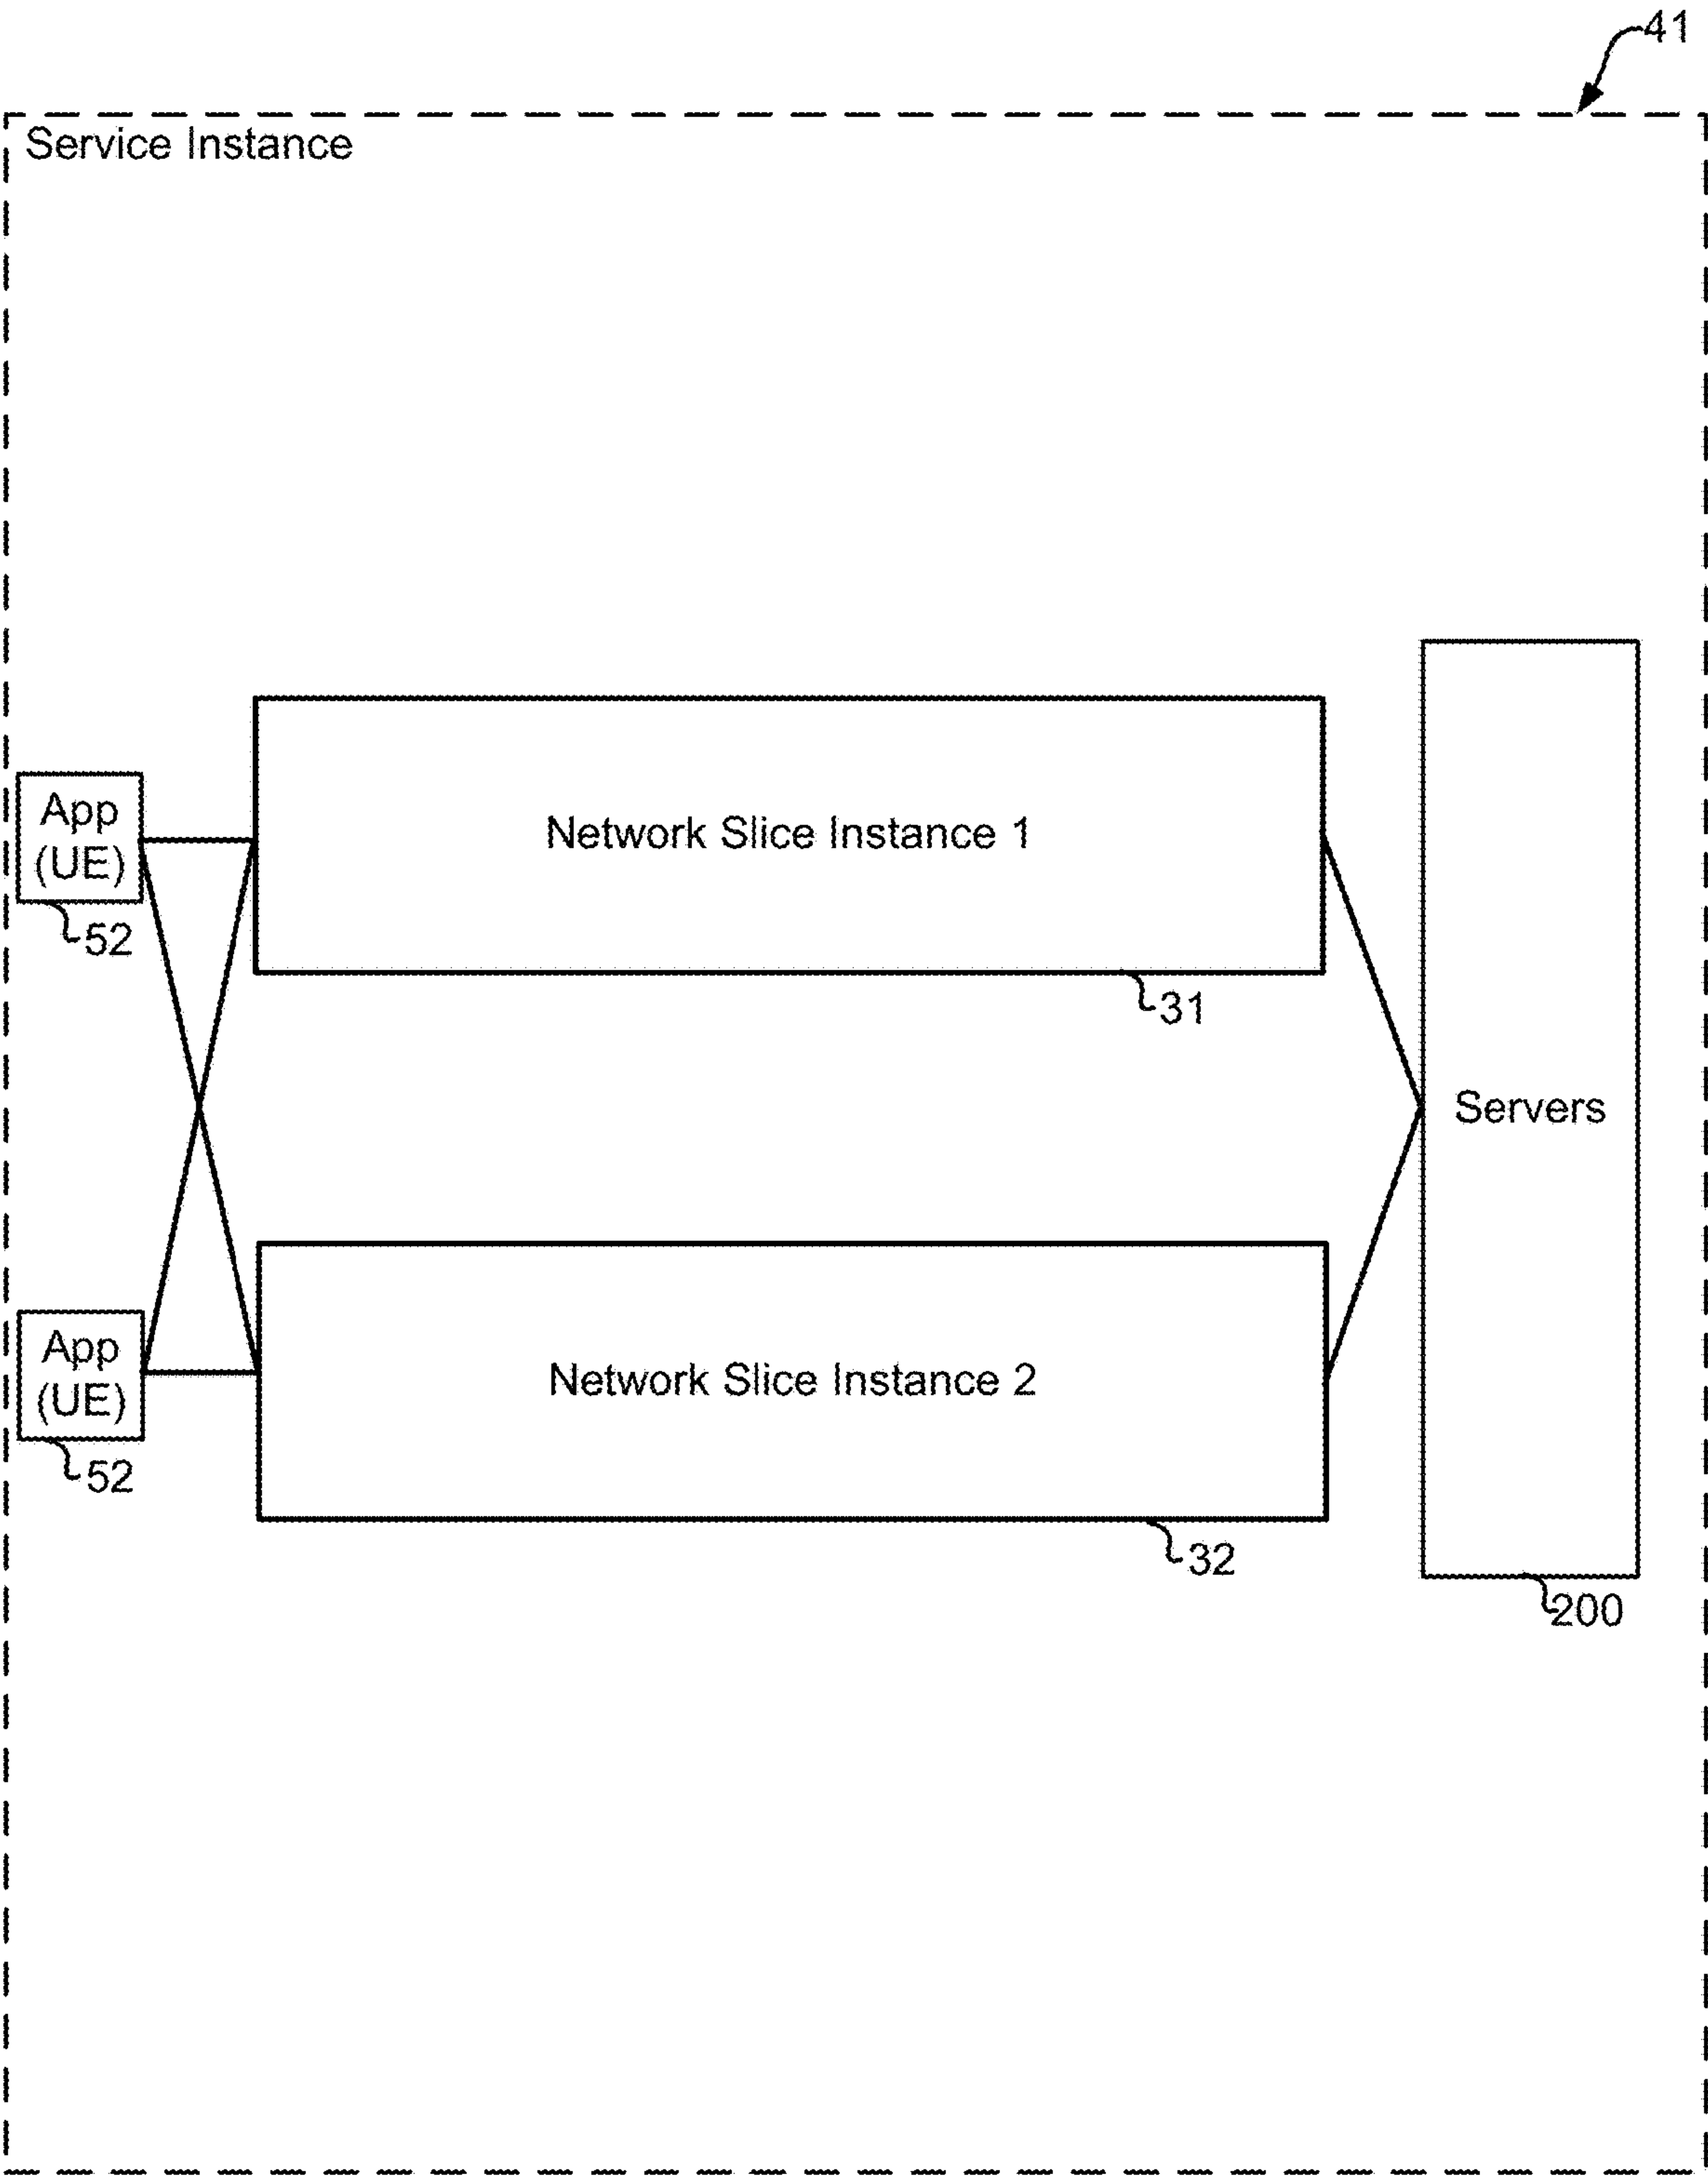 41
Service Instance
App
(UE)
52
Network Slice Instance 1
31
Servers
App
(UE)
52
Network Slice Instance 2
32
200